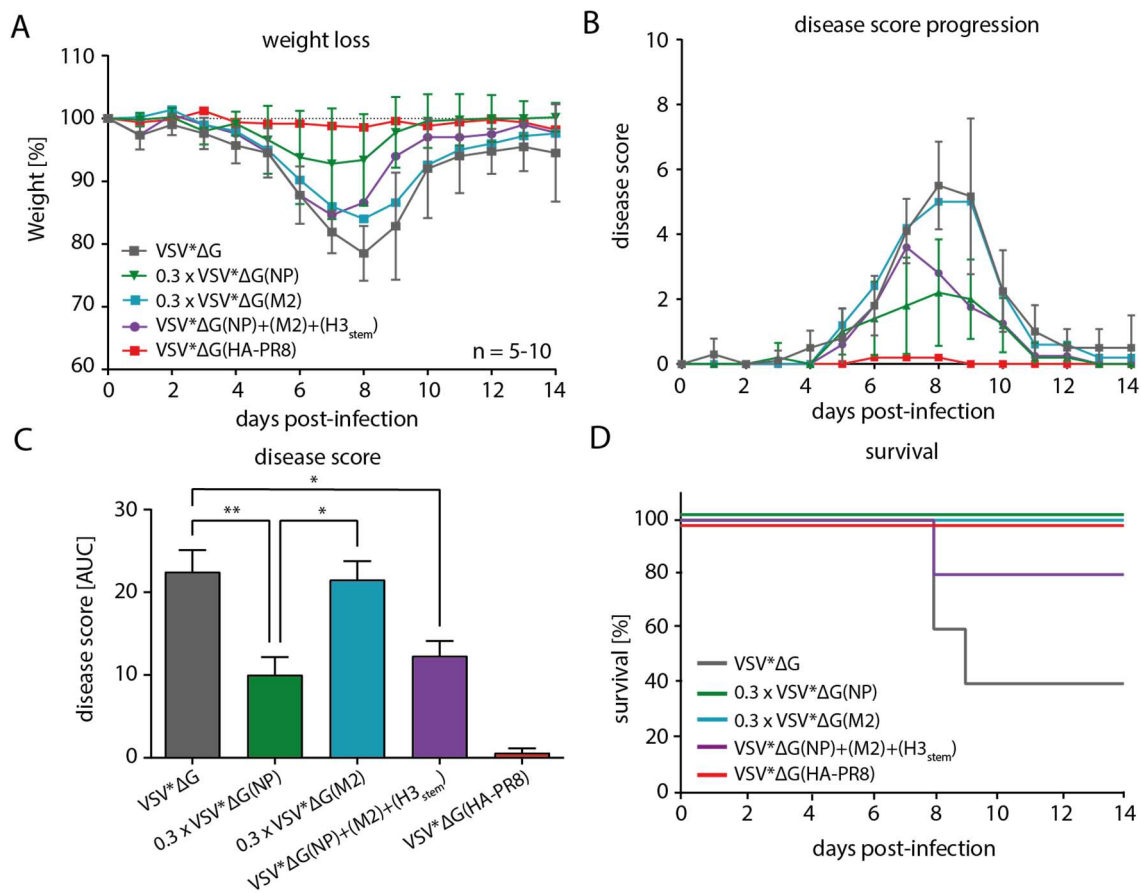 A
weight loss
110
100
90
80
70
60
Weight [%]
VSV*ΔG
0.3 x VSV*ΔG(NP)
0.3 x VSV*ΔG(M2)
VSV*ΔG(NP)+(M2)+(H3stem)
VSV*ΔG(HA-PR8)
n = 5-10
0 2 4 6 8 10 12 14
days post-infection
B
disease score progression
10
8
6
4
2
0
disease score
0 2 4 6 8 10 12 14
days post-infection
C
disease score
30
20
10
0
disease score [AUC]
*
** *
VSV*ΔG
0.3 x VSV*ΔG(NP)
0.3 x VSV*ΔG(M2)
VSV*ΔG(NP)+(M2)+(H3stem)
VSV*ΔG(HA-PR8)
D
survival
100
80
60
40
20
0
survival [%]
VSV*ΔG
0.3 x VSV*ΔG(NP)
0.3 x VSV*ΔG(M2)
VSV*ΔG(NP)+(M2)+(H3stem)
VSV*ΔG(HA-PR8)
0 2 4 6 8 10 12 14
days post-infection